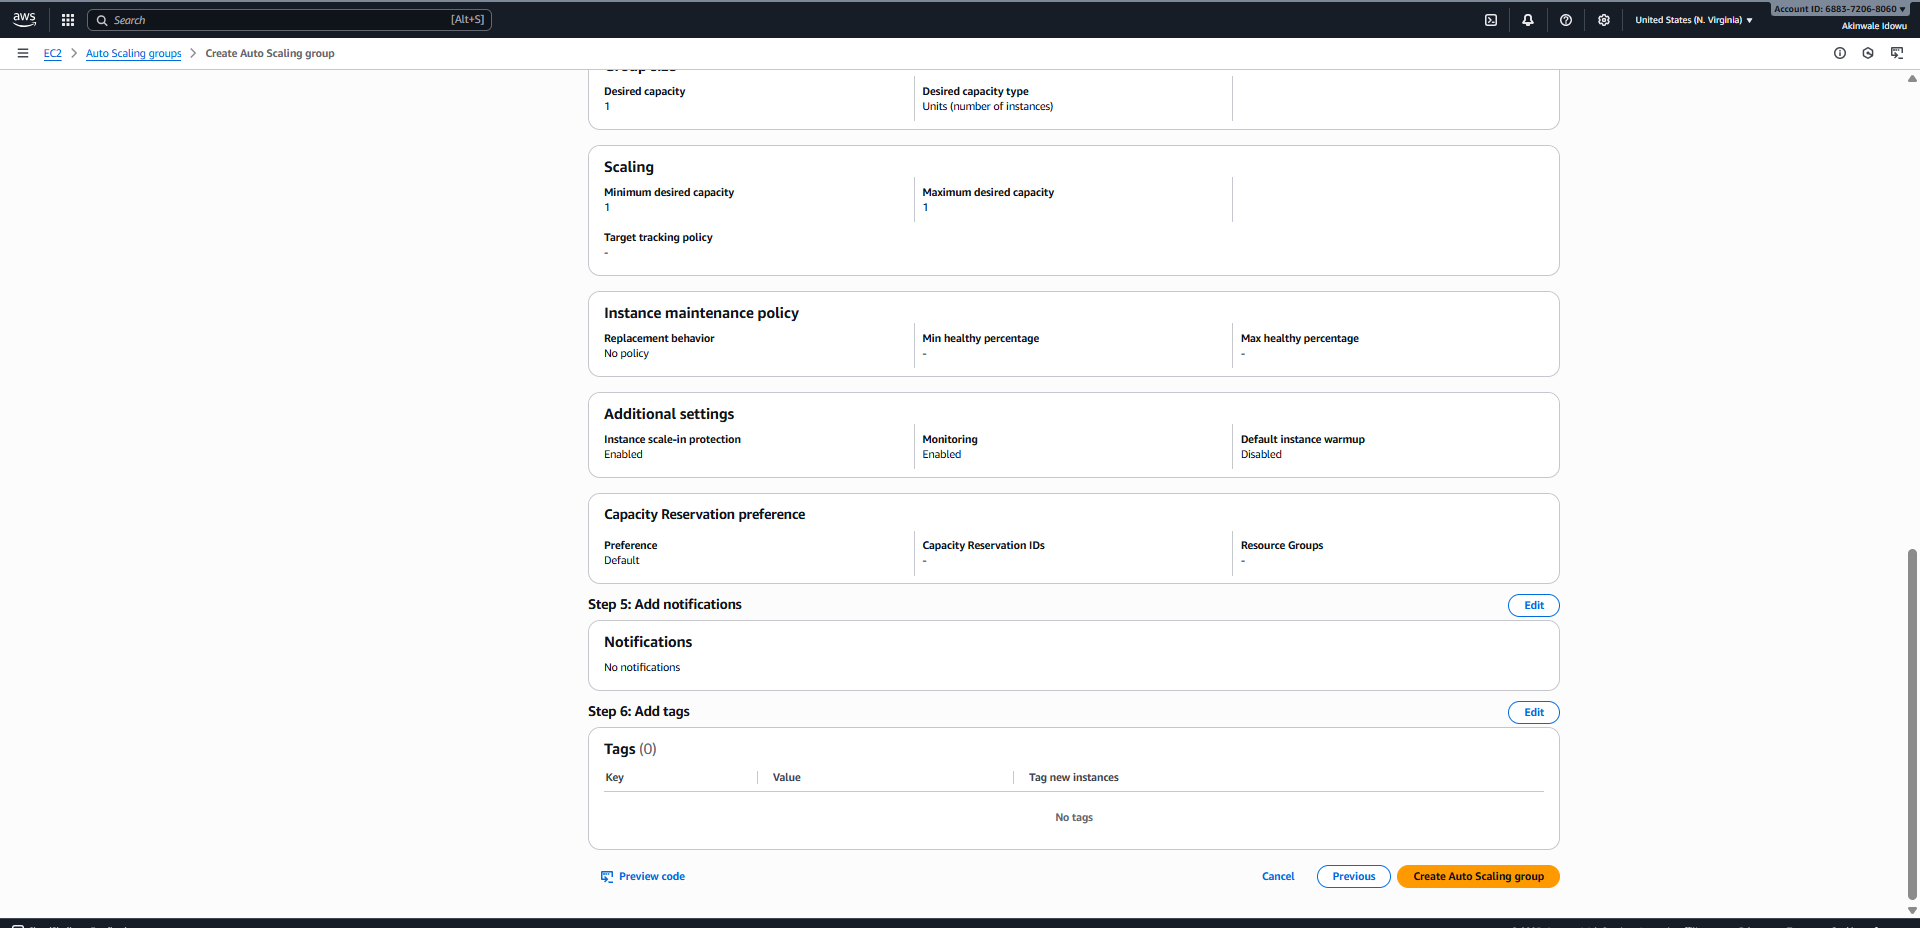 aws
Search [Alt+S]
United States (N. Virginia) ▼
Account ID: 6883-7206-8060 ▼
Akinwale Idowu
EC2 > Auto Scaling groups > Create Auto Scaling group
Group size
Desired capacity
1
Desired capacity type
Units (number of instances)
Scaling
Minimum desired capacity
1
Maximum desired capacity
1
Target tracking policy
-
Instance maintenance policy
Replacement behavior
No policy
Min healthy percentage
-
Max healthy percentage
-
Additional settings
Instance scale-in protection
Enabled
Monitoring
Enabled
Default instance warmup
Disabled
Capacity Reservation preference
Preference
Default
Capacity Reservation IDs
-
Resource Groups
-
Step 5: Add notifications
Edit
Notifications
No notifications
Step 6: Add tags
Edit
Tags (0)
Key Value Tag new instances
No tags
Preview code
Cancel Previous Create Auto Scaling group